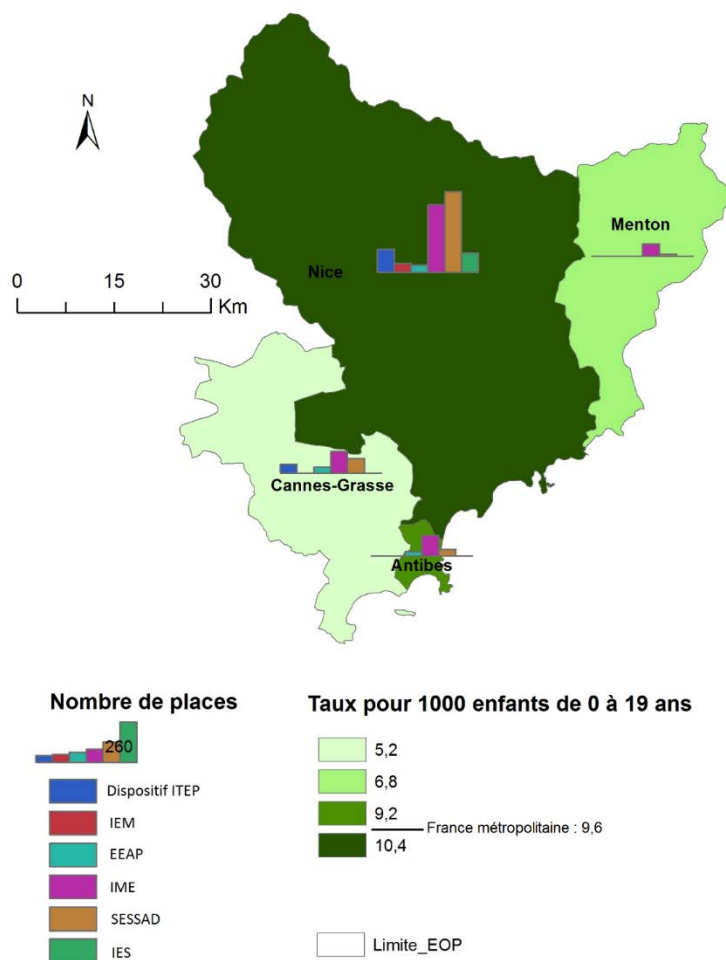 N
Menton
Nice
0 15 30
Km
Cannes-Grasse
Antibes
Nombre de places
260
Dispositif ITEP
IEM
EEAP
IME
SESSAD
IES
Taux pour 1000 enfants de 0 à 19 ans
5,2
6,8
9,2
France métropolitaine : 9,6
10,4
Limite_EOP